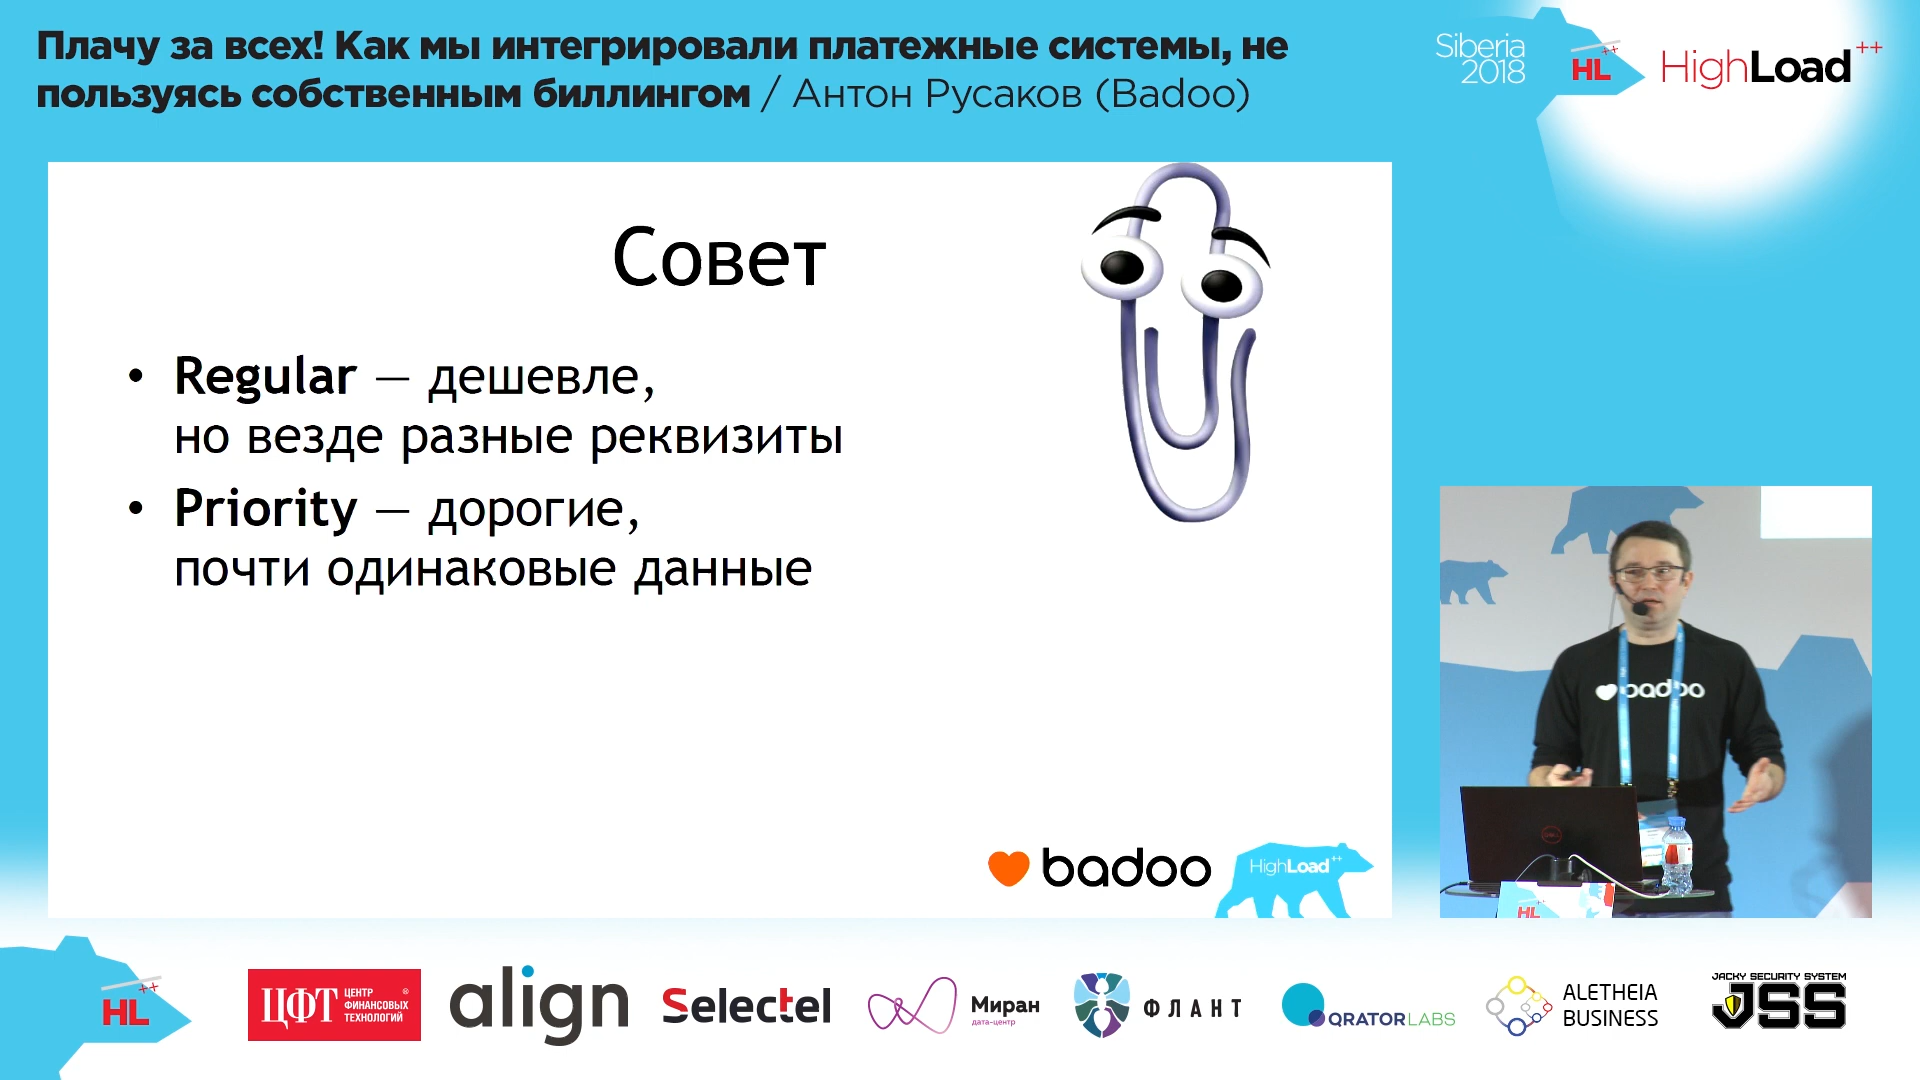 Плачу за всех! Как мы интегрировали платежные системы, не
пользуясь собственным биллингом / Антон Русаков (Badoo)
Siberia
2018
HL++
HighLoad++
Совет
• Regular — дешевле,
но везде разные реквизиты
• Priority — дорогие,
почти одинаковые данные
badoo
HighLoad++
badoo
HL++
HL++
ЦФТ ЦЕНТР
ФИНАНСОВЫХ
ТЕХНОЛОГИЙ®
align
Selectel
Миран
дата-центр
ФЛАНТ
QRATOR LABS
ALETHEIA
BUSINESS
JACKY SECURITY SYSTEM
JSS